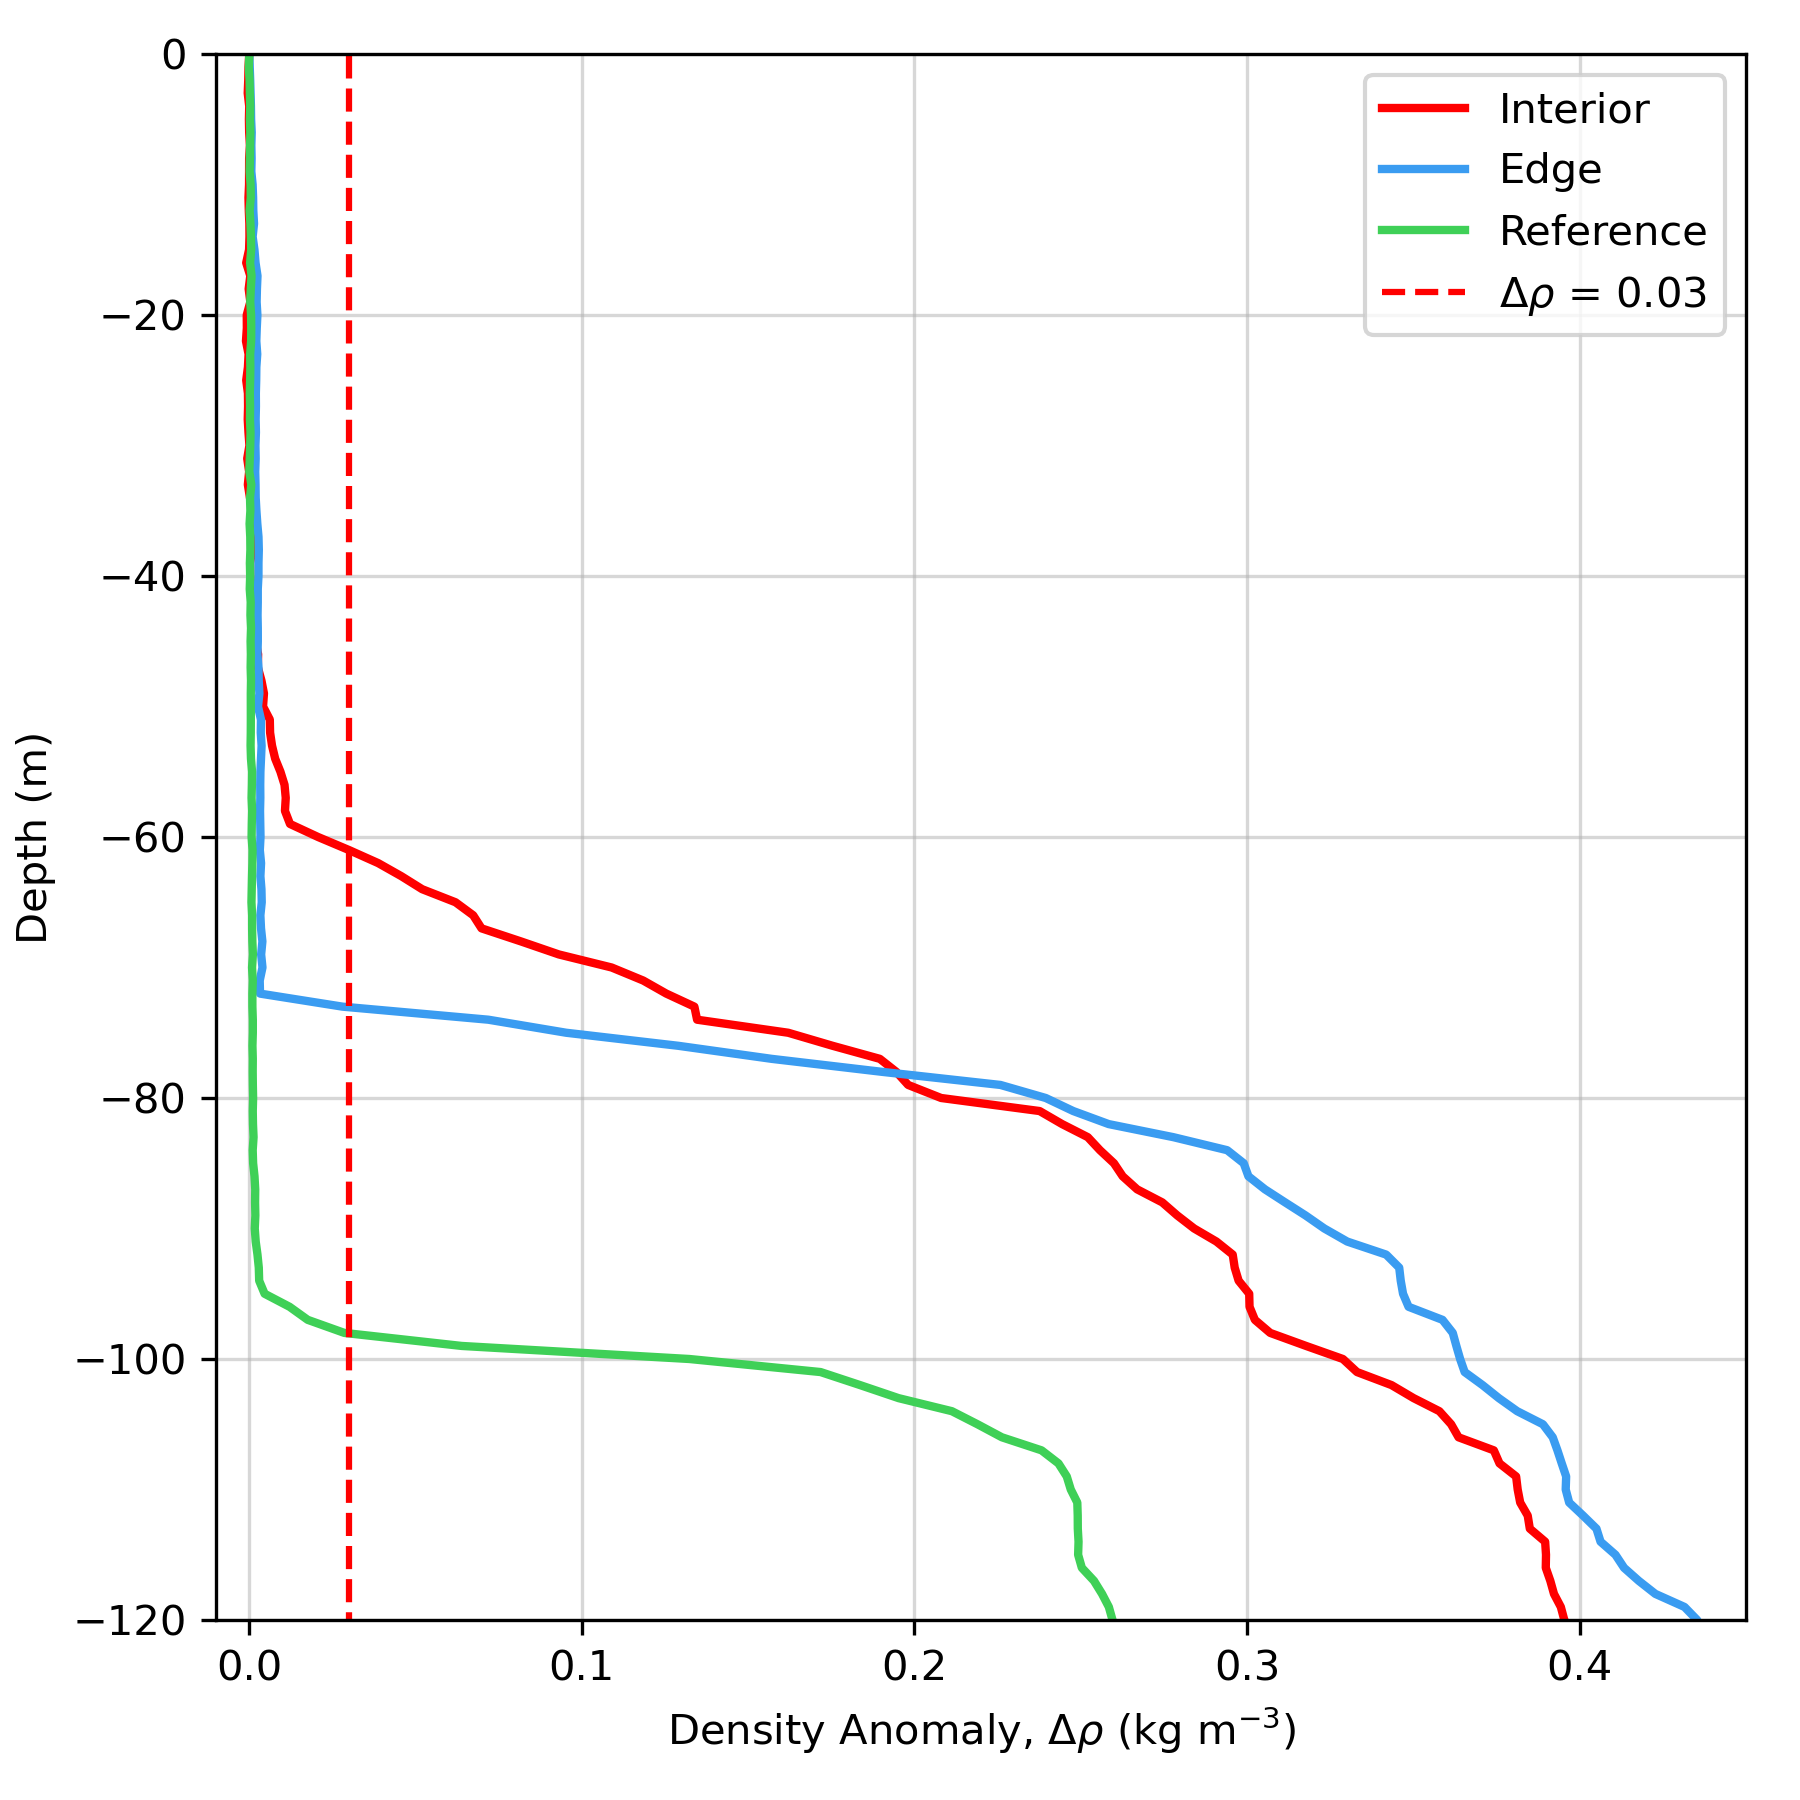 0
−20
−40
−60
−80
−100
−120
Depth (m)
0.0 0.1 0.2 0.3 0.4
Density Anomaly, Δρ (kg m⁻³)
Interior
Edge
Reference
Δρ = 0.03